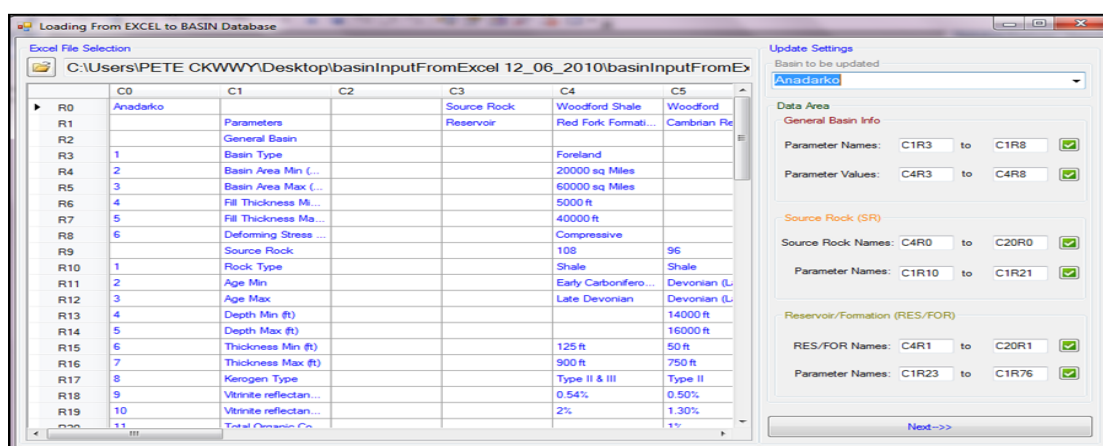 Loading From EXCEL to BASIN Database
Excel File Selection
C:\Users\PETE CKWWY\Desktop\basinInputFromExcel 12_06_2010\basinInputFromEx
C0 C1 C2 C3 C4 C5
R0 Anadarko Source Rock Woodford Shale Woodford
R1 Parameters Reservoir Red Fork Formati... Cambrian Re
R2 General Basin
R3 1 Basin Type Foreland
R4 2 Basin Area Min (... 20000 sq Miles
R5 3 Basin Area Max (... 60000 sq Miles
R6 4 Fill Thickness Mi... 5000 ft
R7 5 Fill Thickness Ma... 40000 ft
R8 6 Deforming Stress ... Compressive
R9 Source Rock 108 96
R10 1 Rock Type Shale Shale
R11 2 Age Min Early Carbonifero... Devonian (L
R12 3 Age Max Late Devonian Devonian (L
R13 4 Depth Min (ft) 14000 ft
R14 5 Depth Max (ft) 16000 ft
R15 6 Thickness Min (ft) 125 ft 50 ft
R16 7 Thickness Max (ft) 900 ft 750 ft
R17 8 Kerogen Type Type II & III Type II
R18 9 Vitrinite reflectan... 0.54% 0.50%
R19 10 Vitrinite reflectan... 2% 1.30%
R20 11 Total Organic Co... 1%
Update Settings
Basin to be updated
Anadarko
Data Area
General Basin Info
Parameter Names: C1R3 to C1R8
Parameter Values: C4R3 to C4R8
Source Rock (SR)
Source Rock Names: C4R0 to C20R0
Parameter Names: C1R10 to C1R21
Reservoir/Formation (RES/FOR)
RES/FOR Names: C4R1 to C20R1
Parameter Names: C1R23 to C1R76
Next-->>